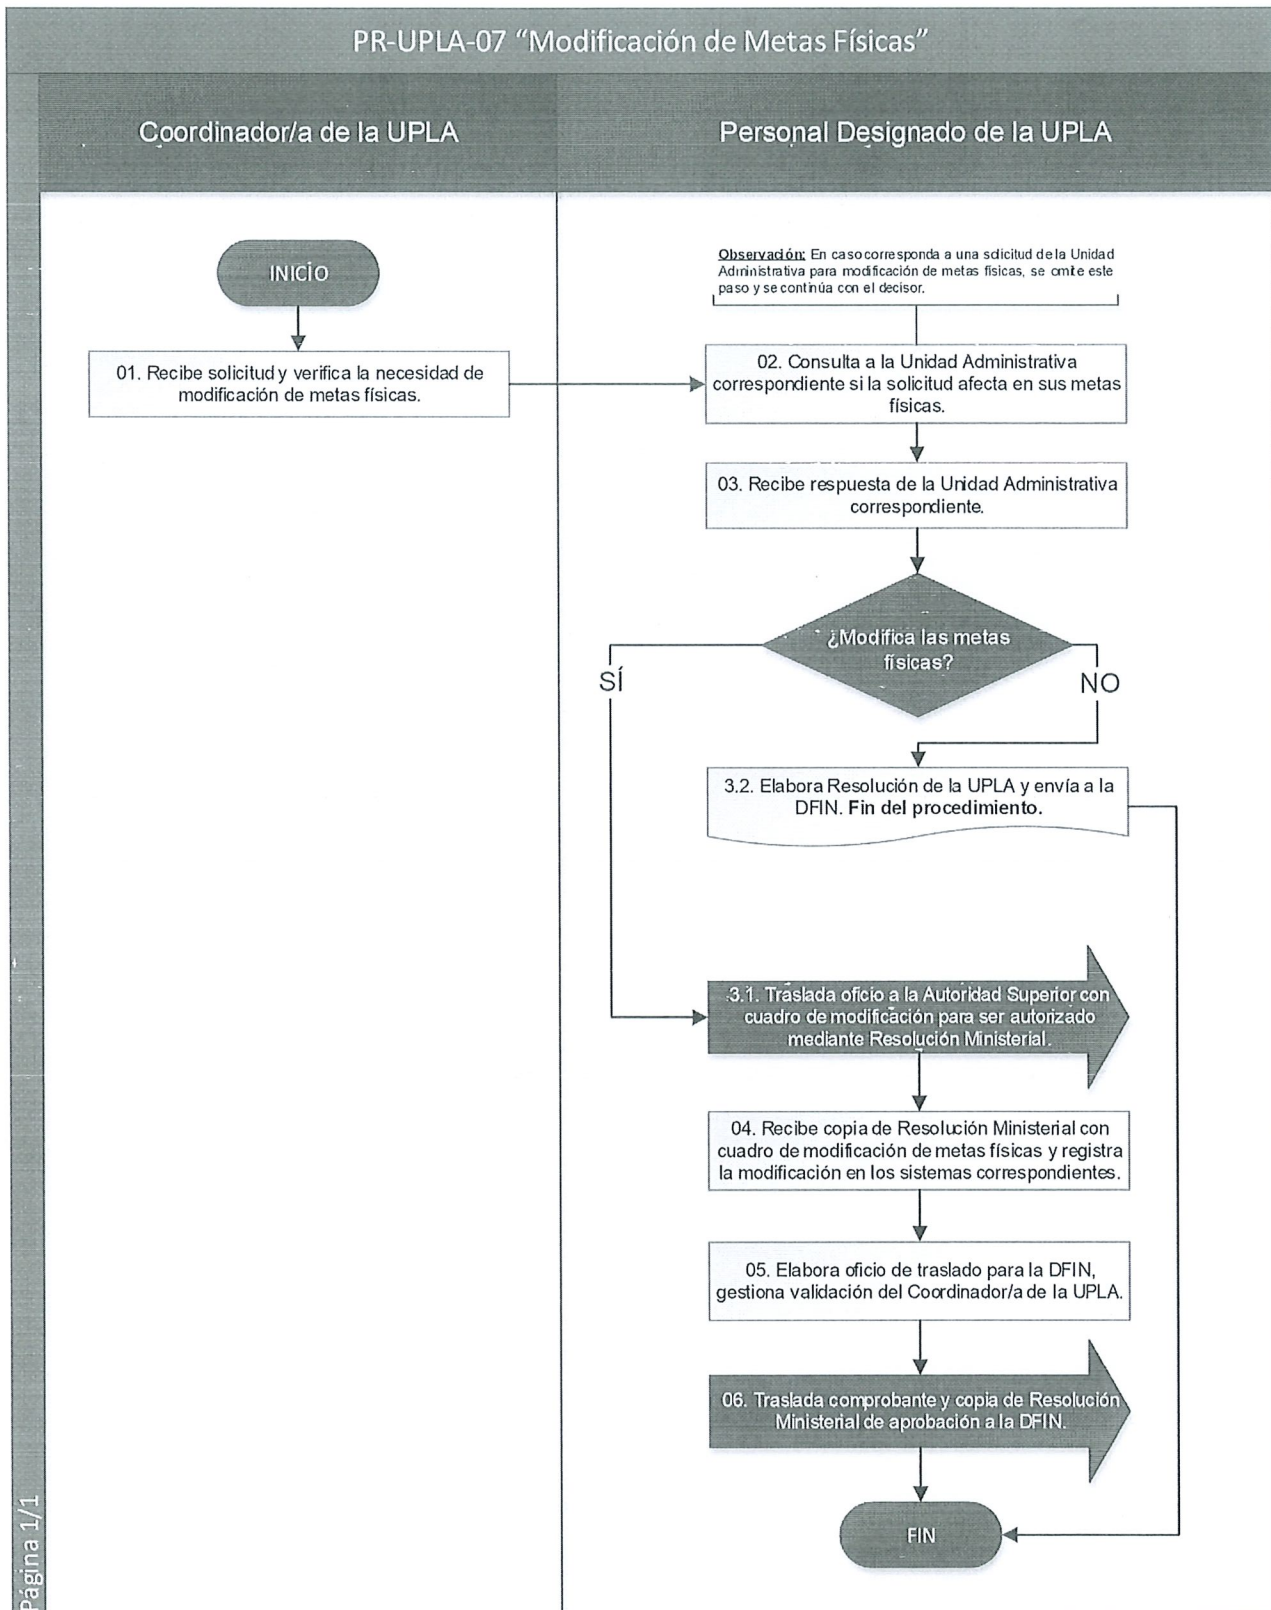 PR-UPLA-07 “Modificación de Metas Físicas”
Coordinador/a de la UPLA
Personal Designado de la UPLA
INICIO
Observación: En caso corresponda a una solicitud de la Unidad
Administrativa para modificación de metas físicas, se omite este
paso y se continúa con el decisor.
01. Recibe solicitud y verifica la necesidad de
modificación de metas físicas.
02. Consulta a la Unidad Administrativa
correspondiente si la solicitud afecta en sus metas
físicas.
03. Recibe respuesta de la Unidad Administrativa
correspondiente.
¿Modifica las metas
físicas?
SÍ
NO
3.2. Elabora Resolución de la UPLA y envía a la
DFIN. Fin del procedimiento.
3.1. Traslada oficio a la Autoridad Superior con
cuadro de modificación para ser autorizado
mediante Resolución Ministerial.
04. Recibe copia de Resolución Ministerial con
cuadro de modificación de metas físicas y registra
la modificación en los sistemas correspondientes.
05. Elabora oficio de traslado para la DFIN,
gestiona validación del Coordinador/a de la UPLA.
06. Traslada comprobante y copia de Resolución
Ministerial de aprobación a la DFIN.
FIN
Página 1/1